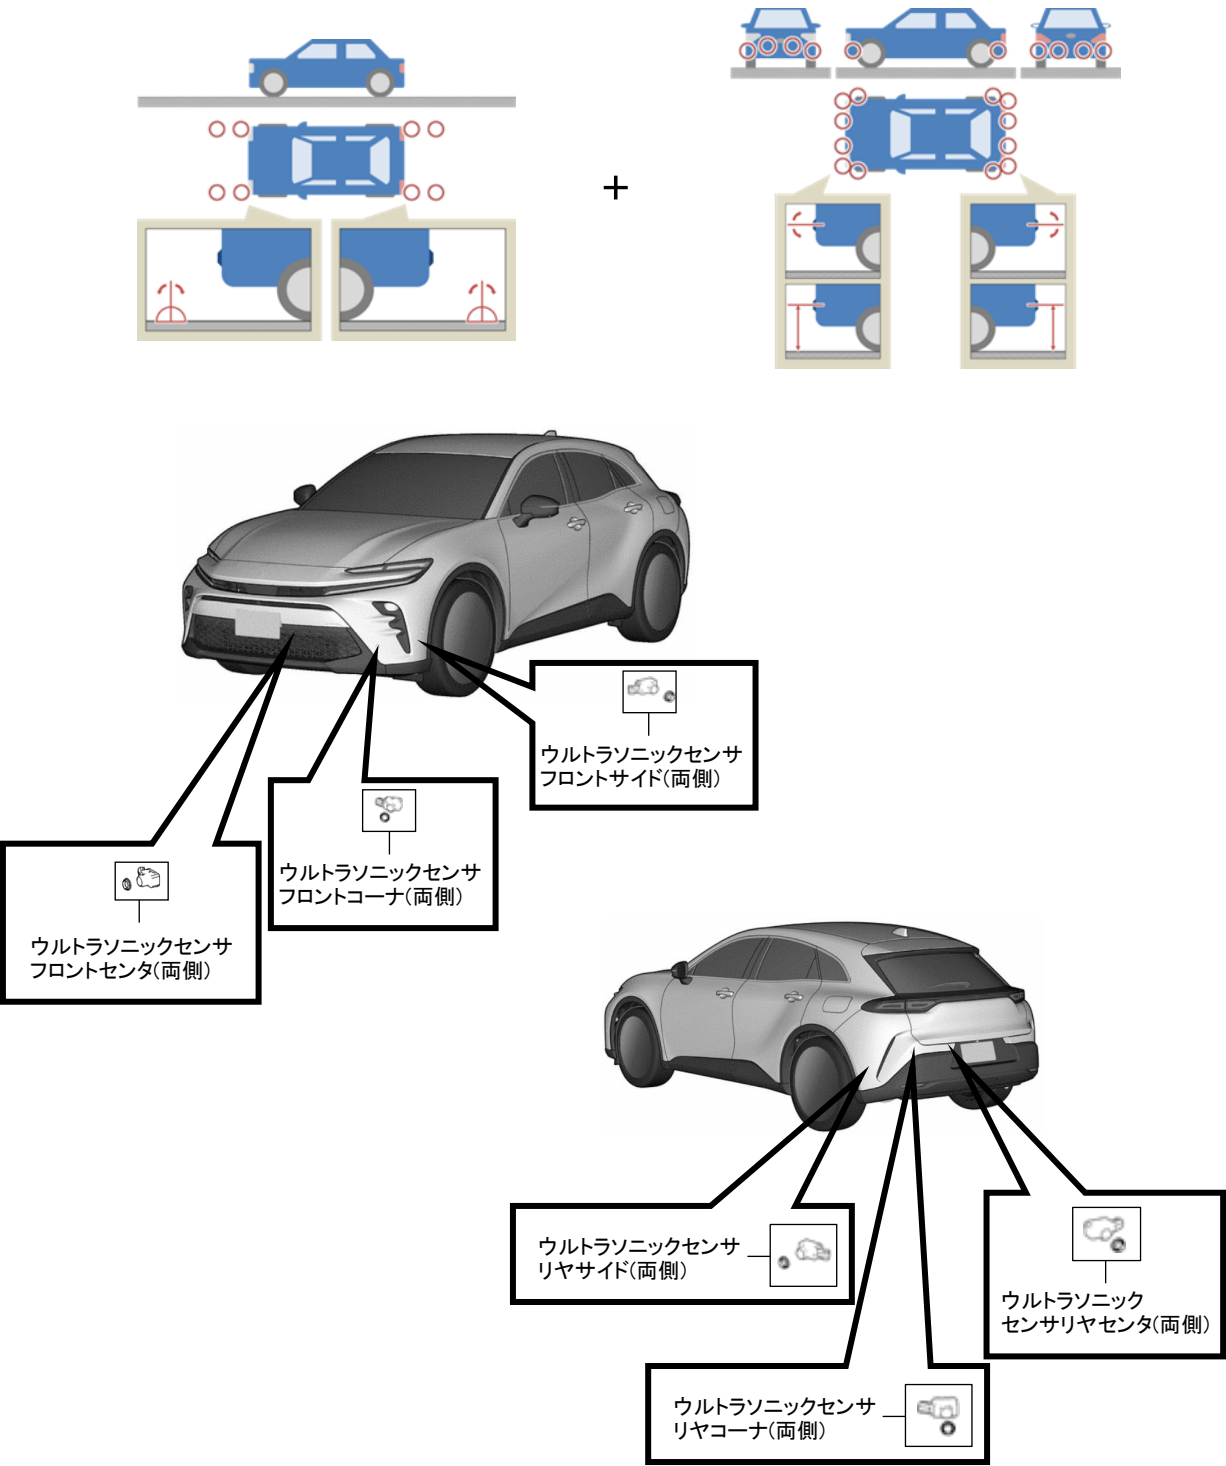 +
ウルトラソニックセンサ
フロントサイド(両側)
ウルトラソニックセンサ
フロントコーナ(両側)
ウルトラソニックセンサ
フロントセンタ(両側)
ウルトラソニックセンサ
リヤサイド(両側)
ウルトラソニック
センサリヤセンタ(両側)
ウルトラソニックセンサ
リヤコーナ(両側)